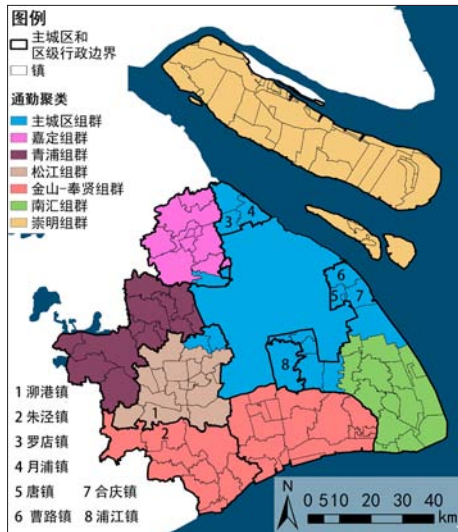 图例
主城区和
区级行政边界
镇
通勤聚类
主城区组群
嘉定组群
青浦组群
松江组群
金山-奉贤组群
南汇组群
崇明组群
3 4
6
5 7
8
1
2
1 泖港镇
2 朱泾镇
3 罗店镇
4 月浦镇
5 唐镇 7 合庆镇
6 曹路镇 8 浦江镇
N
0 5 10 20 30 40
km